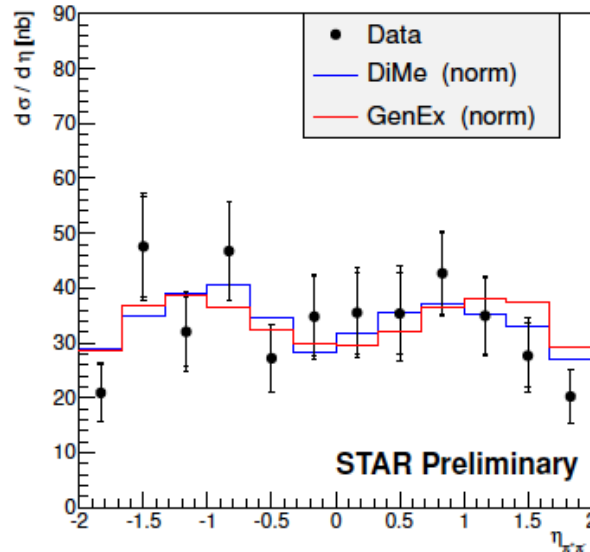 dσ / dη [nb]
90
80
70
60
50
40
30
20
10
0
Data
DiMe (norm)
GenEx (norm)
STAR Preliminary
-2 -1.5 -1 -0.5 0 0.5 1 1.5 2
η